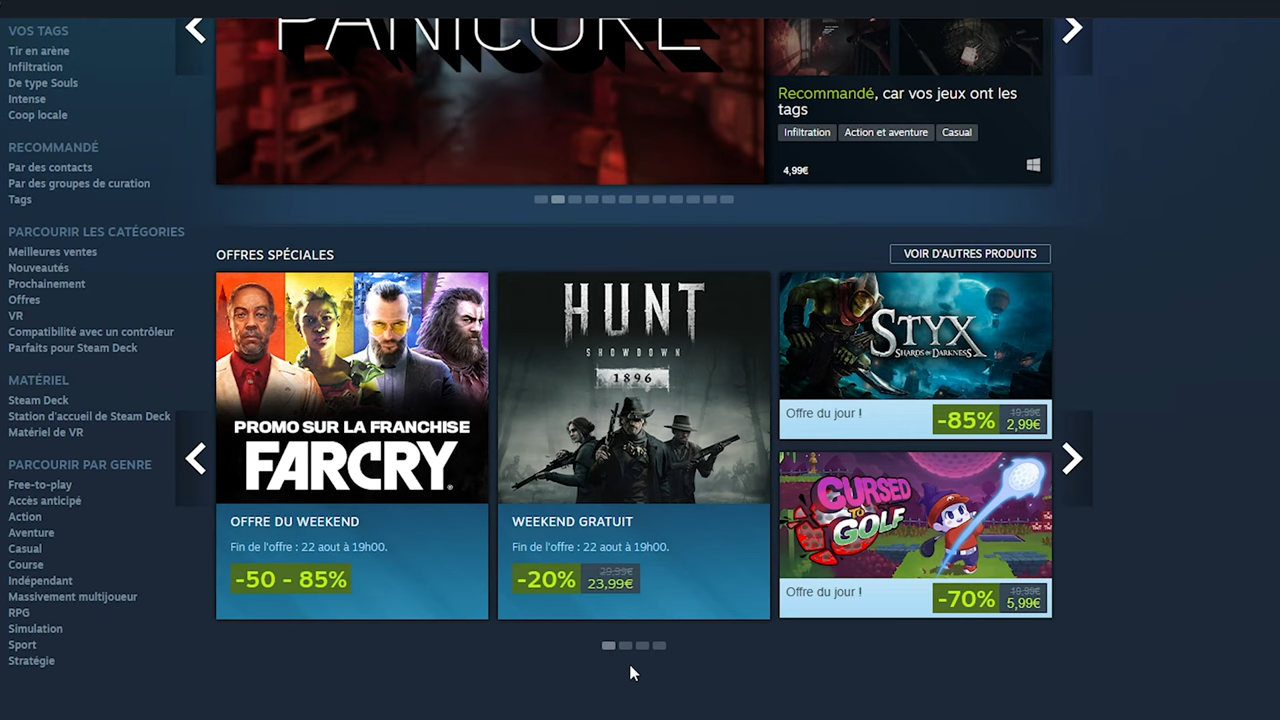 VOS TAGS
Tir en arène
Infiltration
De type Souls
Intense
Coop locale
RECOMMANDÉ
Par des contacts
Par des groupes de curation
Tags
PARCOURIR LES CATÉGORIES
Meilleures ventes
Nouveautés
Prochainement
Offres
VR
Compatibilité avec un contrôleur
Parfaits pour Steam Deck
MATÉRIEL
Steam Deck
Station d'accueil de Steam Deck
Matériel de VR
PARCOURIR PAR GENRE
Free-to-play
Accès anticipé
Action
Aventure
Casual
Course
Indépendant
Massivement multijoueur
RPG
Simulation
Sport
Stratégie
PANICORE
Recommandé, car vos jeux ont les
tags
Infiltration
Action et aventure
Casual
4,99€
OFFRES SPÉCIALES
VOIR D'AUTRES PRODUITS
PROMO SUR LA FRANCHISE
FARCRY
OFFRE DU WEEKEND
Fin de l'offre : 22 aout à 19h00.
-50 - 85%
HUNT
SHOWDOWN
1896
WEEKEND GRATUIT
Fin de l'offre : 22 aout à 19h00.
-20%
29,99€
23,99€
STYX
SHARDS OF DARKNESS
Offre du jour !
-85%
19,99€
2,99€
CURSED
TO
GOLF
Offre du jour !
-70%
19,99€
5,99€